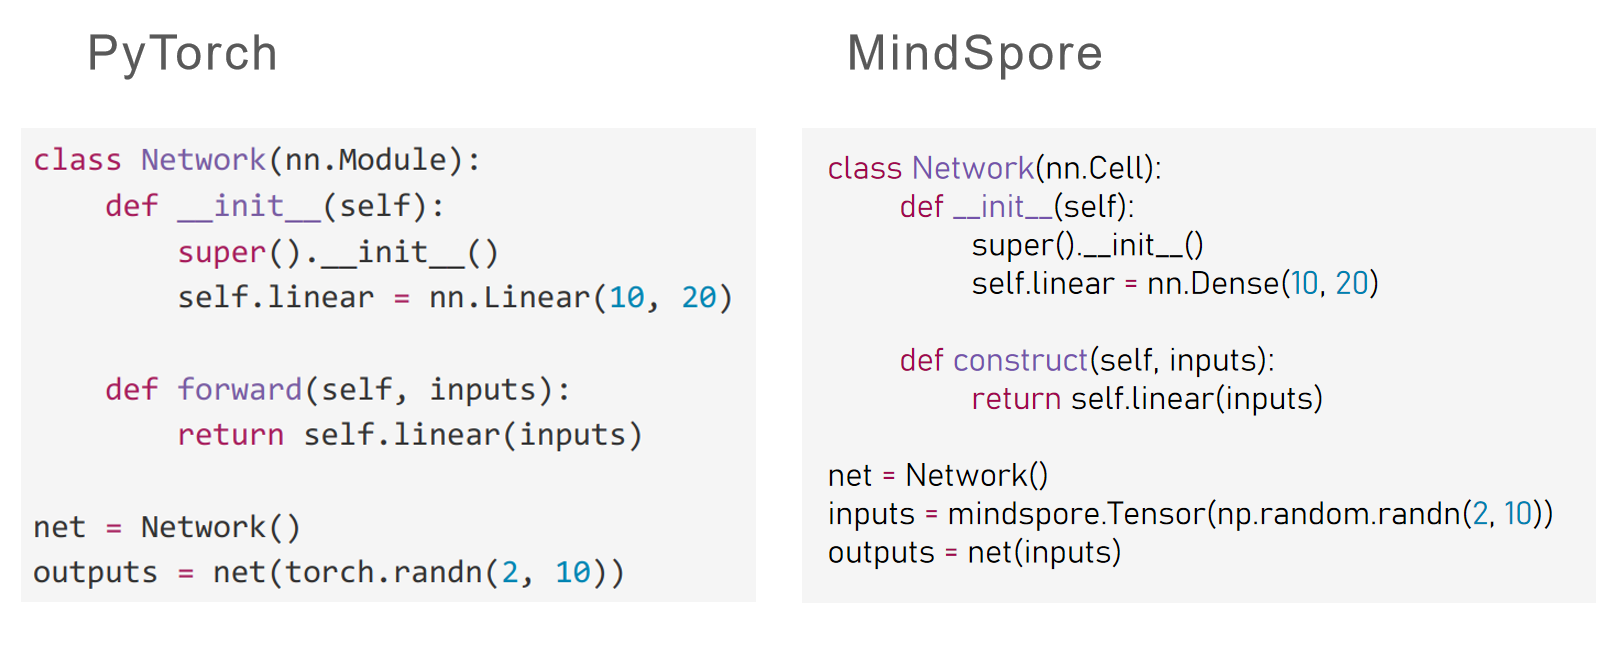 PyTorch
class Network(nn.Module):
    def __init__(self):
        super().__init__()
        self.linear = nn.Linear(10, 20)
    def forward(self, inputs):
        return self.linear(inputs)
net = Network()
outputs = net(torch.randn(2, 10))
MindSpore
class Network(nn.Cell):
    def __init__(self):
        super().__init__()
        self.linear = nn.Dense(10, 20)
    def construct(self, inputs):
        return self.linear(inputs)
net = Network()
inputs = mindspore.Tensor(np.random.randn(2, 10))
outputs = net(inputs)